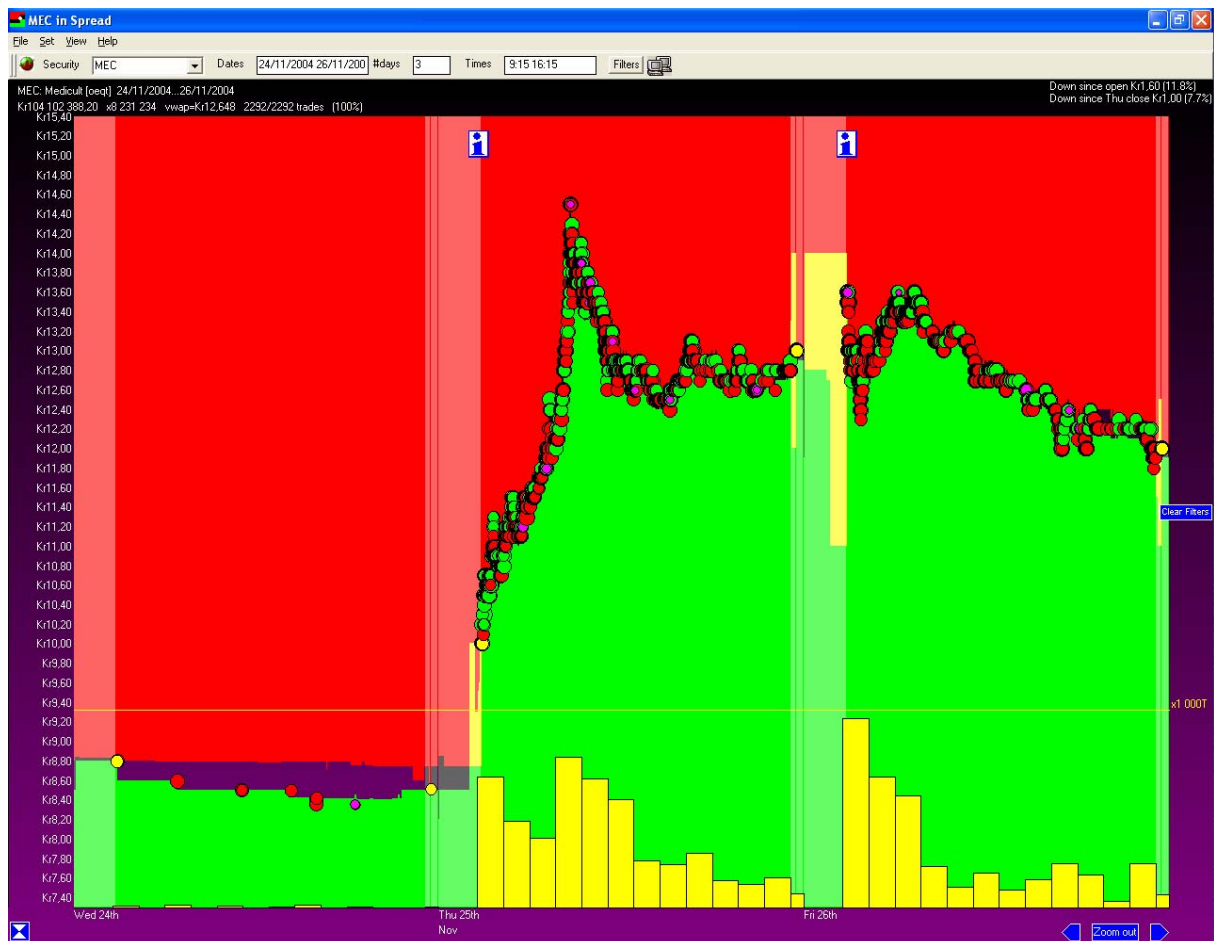 MEC in Spread
File Set View Help
Security MEC Dates 24/11/2004 26/11/200 #days 3 Times 9:15 16:15 Filters
MEC: Medicult [oeqt] 24/11/2004...26/11/2004
Kr104 102 388,20 x8 231 234 vwap=Kr12,648 2292/2292 trades (100%)
Down since open Kr1,60 (11.8%)
Down since Thu close Kr1,00 (7.7%)
Kr15,40
Kr15,20
Kr15,00
Kr14,80
Kr14,60
Kr14,40
Kr14,20
Kr14,00
Kr13,80
Kr13,60
Kr13,40
Kr13,20
Kr13,00
Kr12,80
Kr12,60
Kr12,40
Kr12,20
Kr12,00
Kr11,80
Kr11,60
Kr11,40
Kr11,20
Kr11,00
Kr10,80
Kr10,60
Kr10,40
Kr10,20
Kr10,00
Kr9,80
Kr9,60
Kr9,40
Kr9,20
Kr9,00
Kr8,80
Kr8,60
Kr8,40
Kr8,20
Kr8,00
Kr7,80
Kr7,60
Kr7,40
i
i
Clear Filters
x1 000T
Wed 24th Thu 25th Fri 26th
Nov
Zoom out